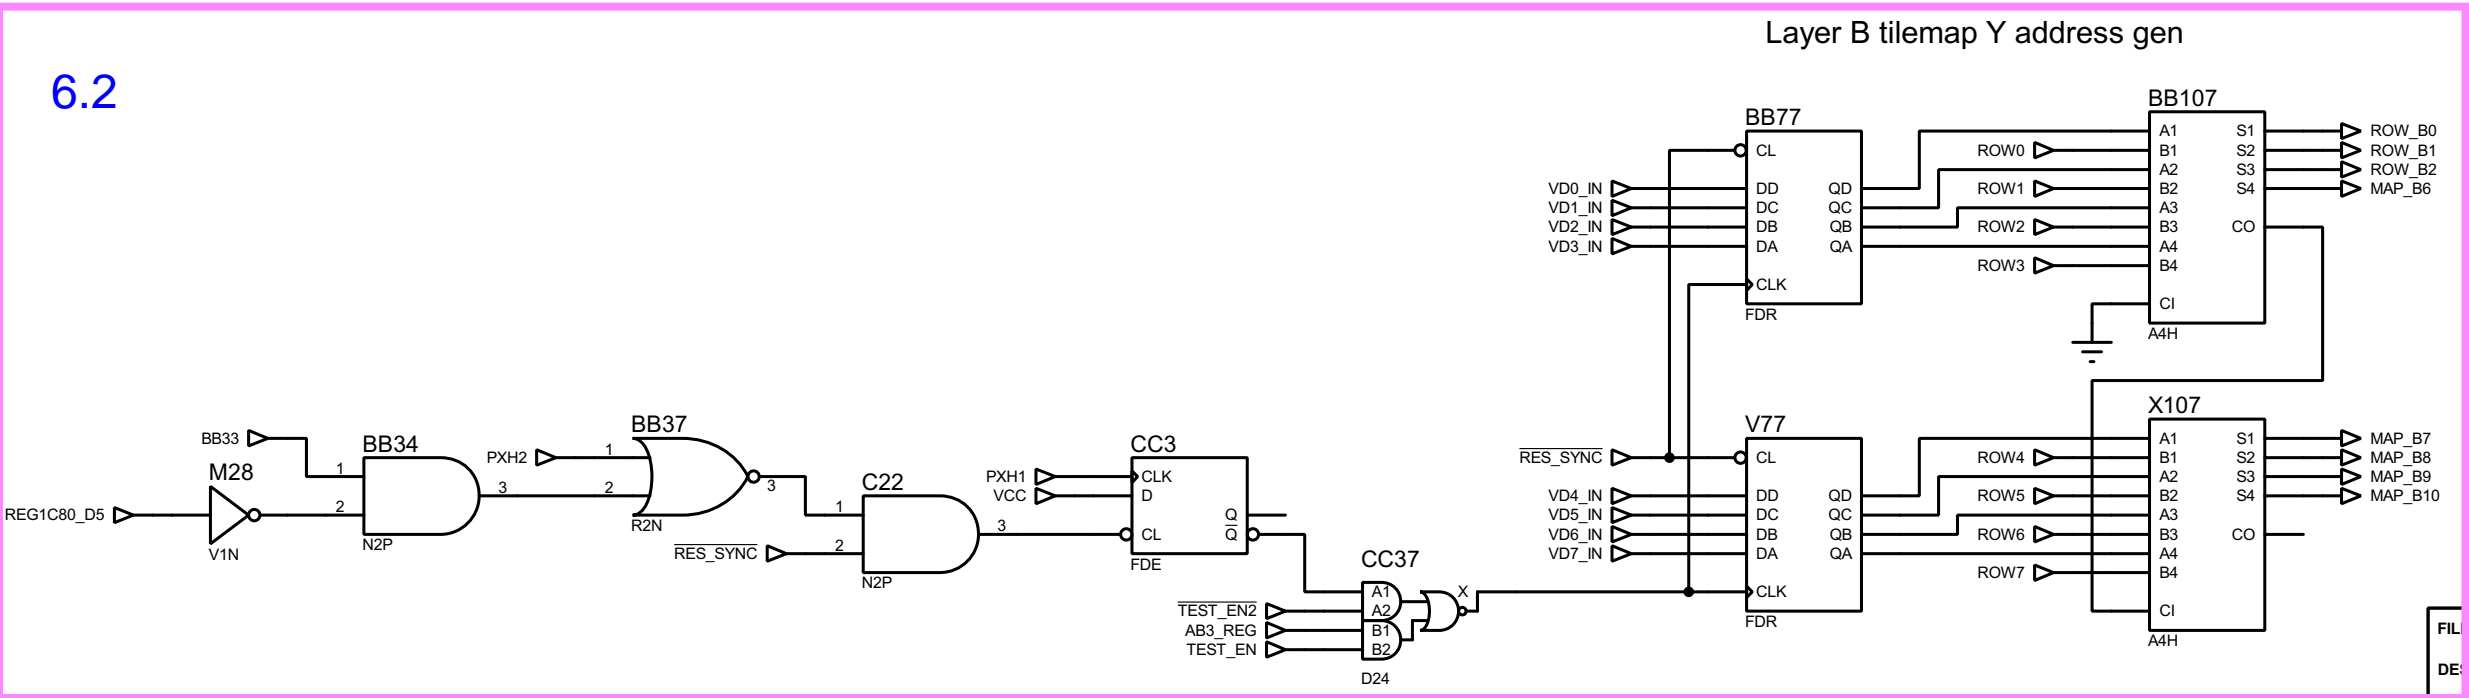 Layer B tilemap Y address gen
6.2
BB33
REG1C80_D5
M28
V1N
BB34
1
2
3
N2P
PXH2
BB37
1
2
3
R2N
RES_SYNC
C22
1
2
3
N2P
PXH1
VCC
CC3
CLK
D
CL
Q
Q
FDE
TEST_EN2
AB3_REG
TEST_EN
CC37
A1
A2
B1
B2
X
D24
BB77
VD0_IN
VD1_IN
VD2_IN
VD3_IN
CL
DD QD
DC QC
DB QB
DA QA
CLK
FDR
RES_SYNC
V77
VD4_IN
VD5_IN
VD6_IN
VD7_IN
CL
DD QD
DC QC
DB QB
DA QA
CLK
FDR
BB107
ROW0
ROW1
ROW2
ROW3
A1 S1
B1 S2
A2 S3
B2 S4
A3
B3 CO
A4
B4
CI
A4H
ROW_B0
ROW_B1
ROW_B2
MAP_B6
X107
ROW4
ROW5
ROW6
ROW7
A1 S1
B1 S2
A2 S3
B2 S4
A3
B3 CO
A4
B4
CI
A4H
MAP_B7
MAP_B8
MAP_B9
MAP_B10